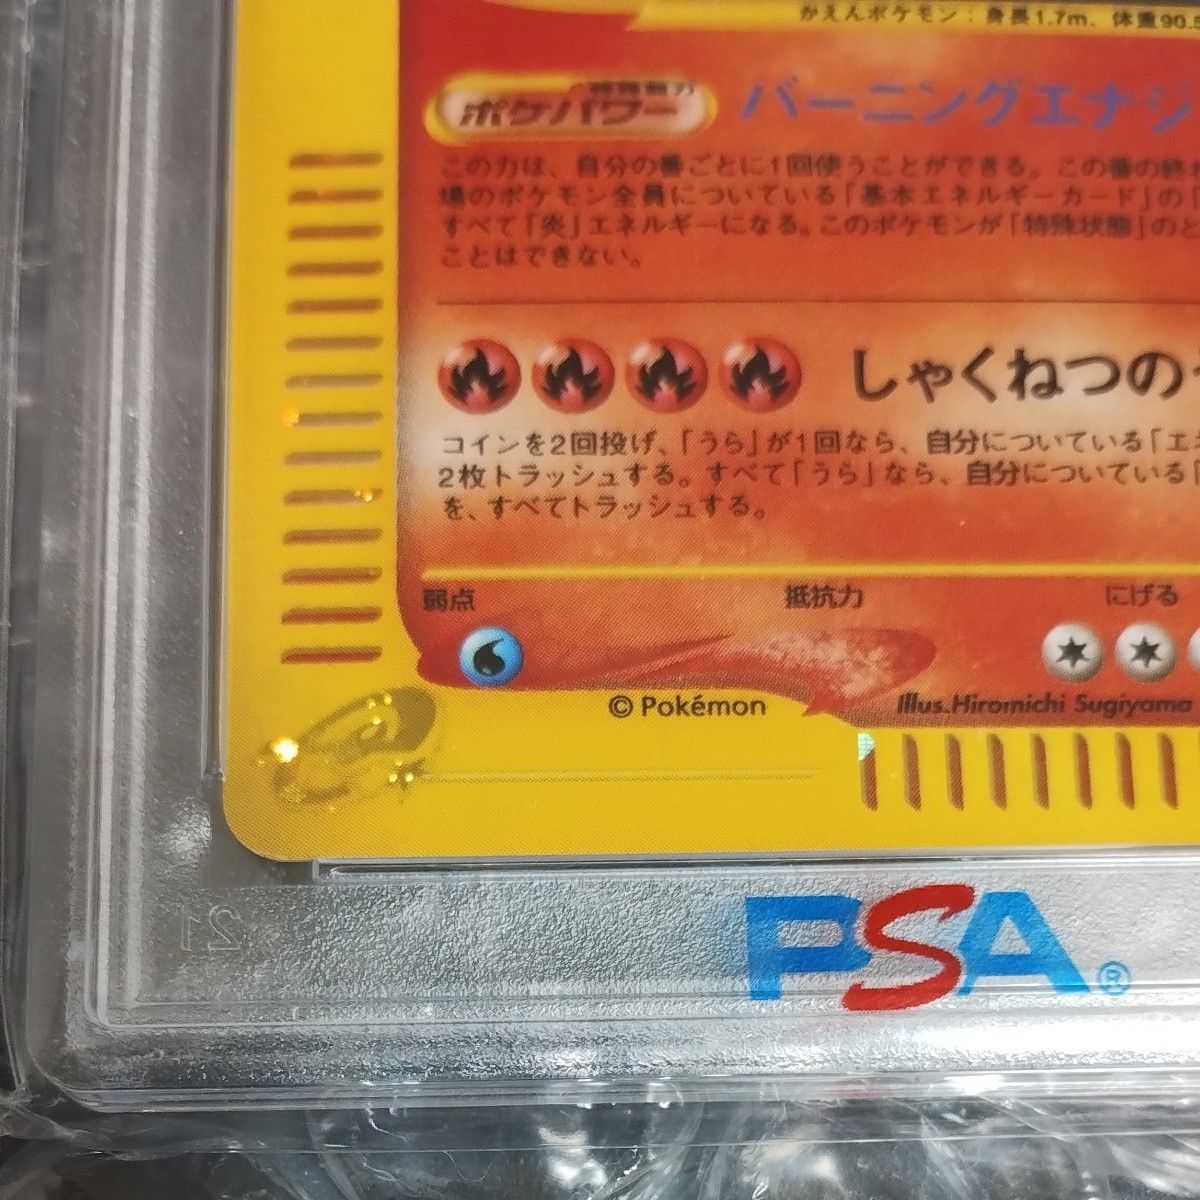 かえんポケモン：身長1.7m、体重90.5
特殊能力
ポケパワー バーニングエナジ
この力は、自分の番ごとに1回使うことができる。この番の終
場のポケモン全員についている「基本エネルギーカード」の
すべて「炎」エネルギーになる。このポケモンが「特殊状態」のと
ことはできない。
しゃくねつの
コインを2回投げ、「うら」が1回なら、自分についている「エネ
2枚トラッシュする。すべて「うら」なら、自分についている「
を、すべてトラッシュする。
弱点 抵抗力 にげる
© Pokémon Illus.Hiromichi Sugiyama
21
PSA®